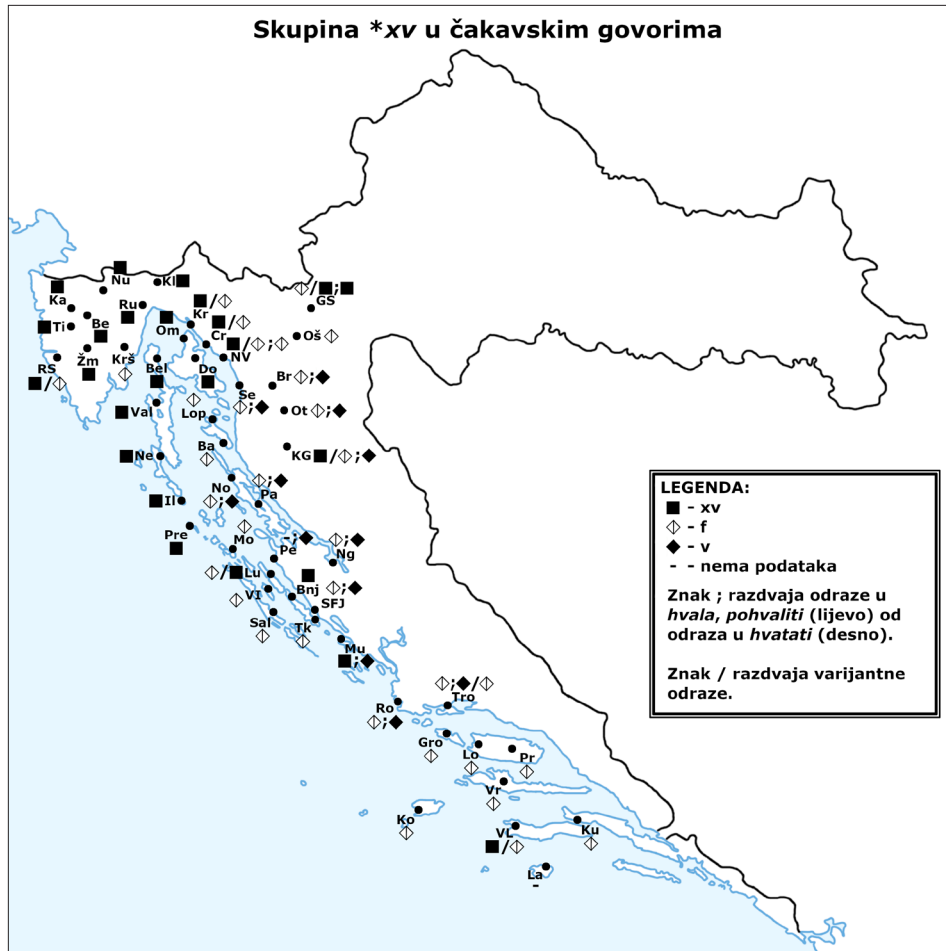 Skupina *xv u čakavskim govorima
Nu
Kl
Ka
Ru
Kr
/
/ ;
GS
Ti
Be
Om
Cr
/
Oš
/ ;
NV
RS
Žm
Krš
Bel
Do
Se
Br
;
/
Val
Lop
;
Ot
;
Ne
Ba
KG
/ ;
Il
No
;
Pa
;
Pre
Mo
- ;
Pe
;
Ng
/
Lu
VI
Bnj
;
SFJ
Sal
Tk
Mu
;
; /
Tro
Ro
;
Gro
Lo
Pr
Vr
Ko
VL
/
Ku
La
-
LEGENDA:
- xv
- f
- v
- - nema podataka
Znak ; razdvaja odraze u
hvala, pohvaliti (lijevo) od
odraza u hvatati (desno).
Znak / razdvaja varijantne
odraze.